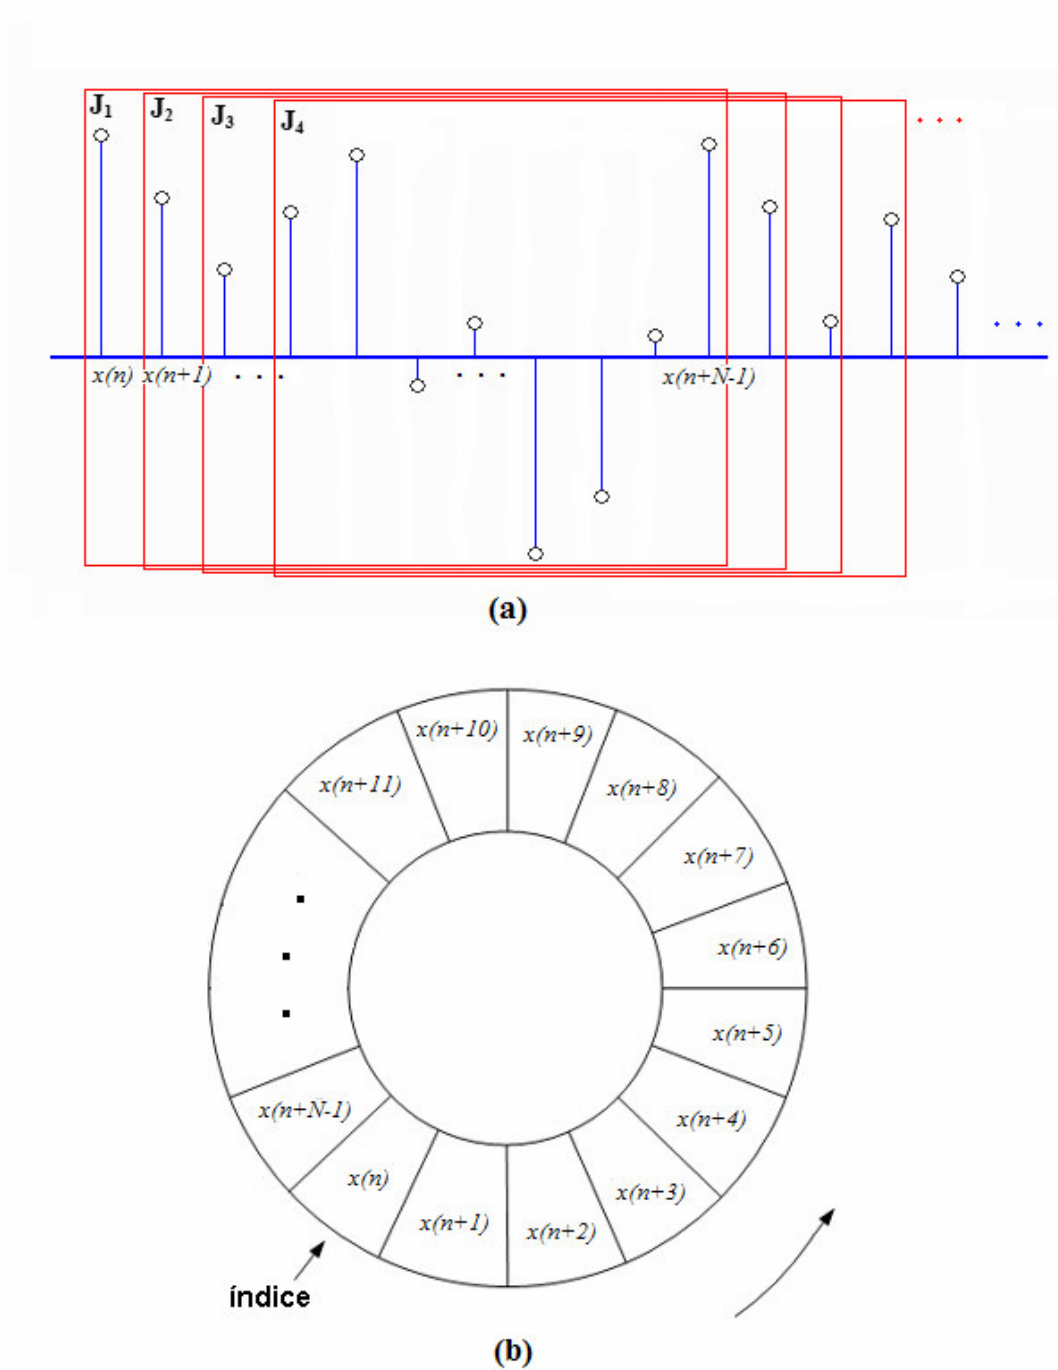 J₁ J₂ J₃ J₄ . . .
. . .
x(n) x(n+1) . . . . . . x(n+N-1)
(a)
x(n+10) x(n+9)
x(n+11) x(n+8)
x(n+7)
x(n+6)
x(n+5)
x(n+N-1) x(n+4)
x(n) x(n+3)
x(n+1) x(n+2)
índice
(b)